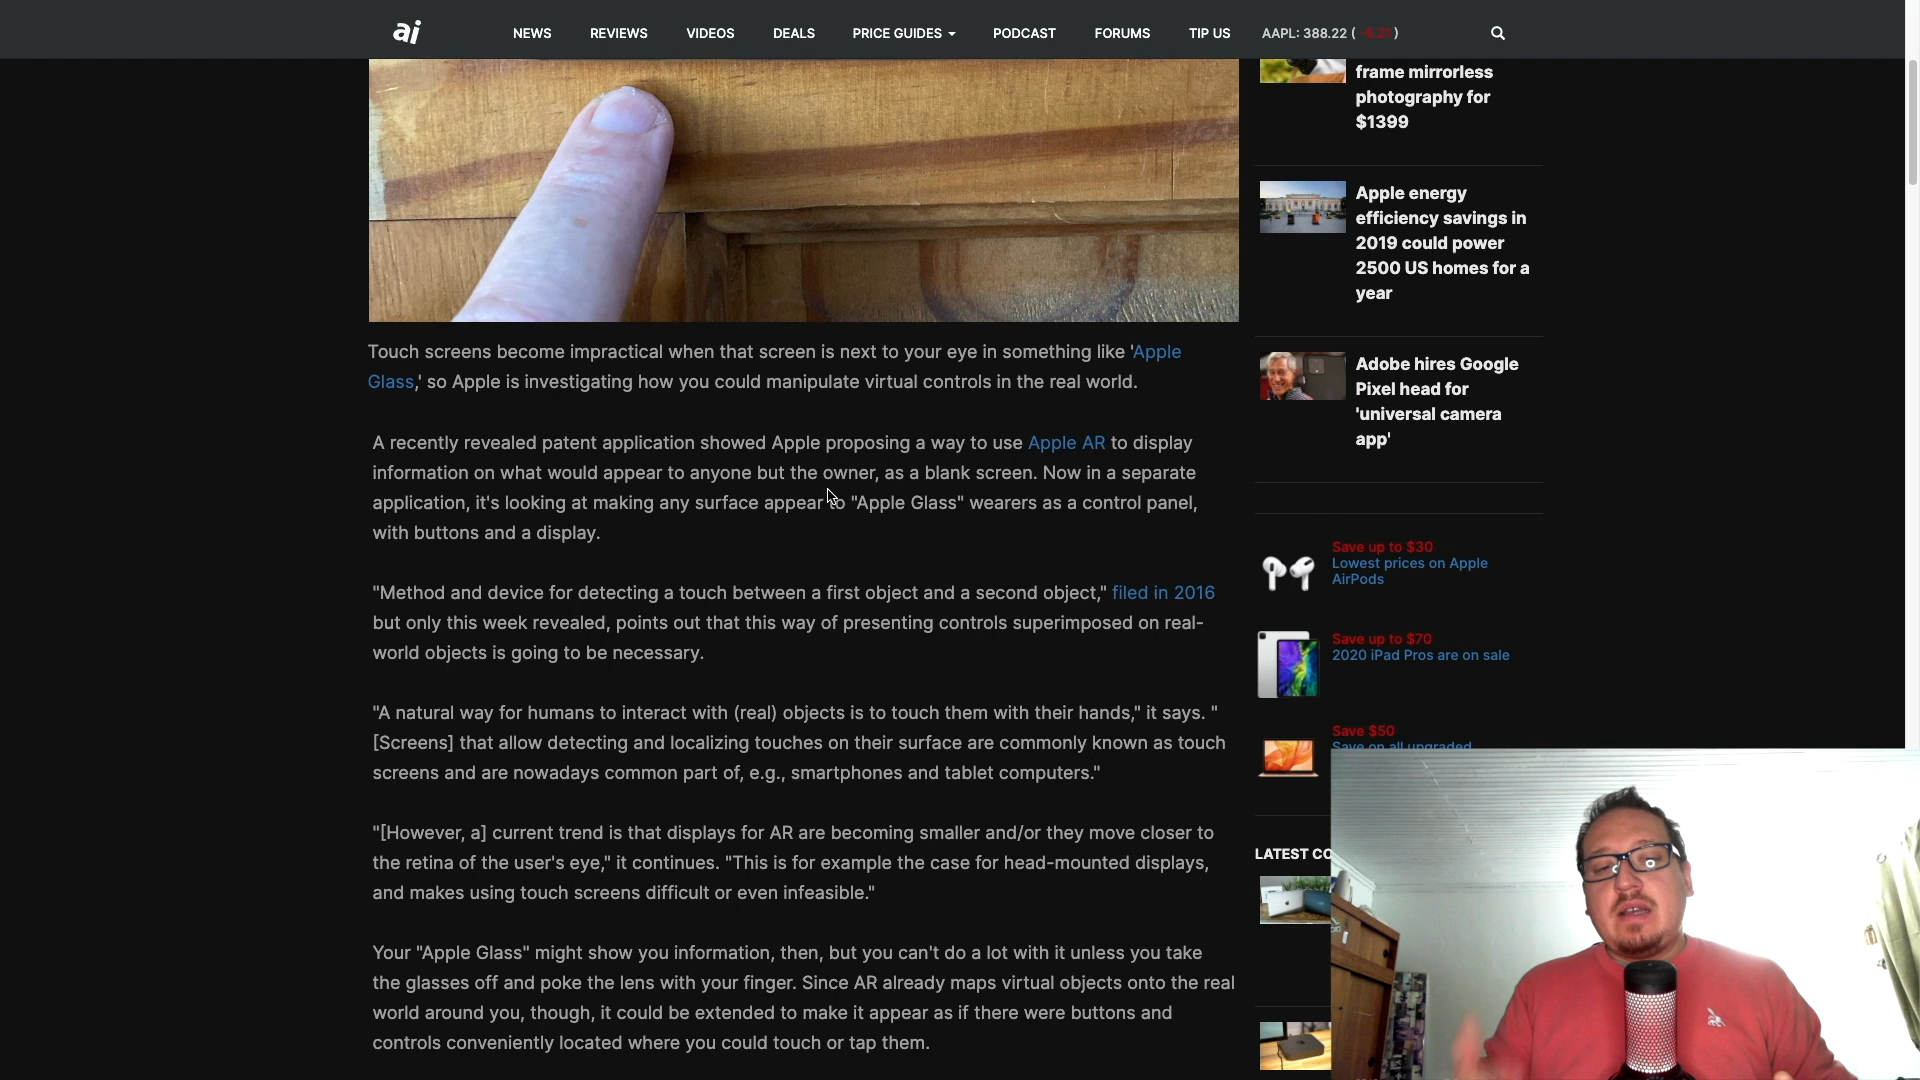 ai
NEWS
REVIEWS
VIDEOS
DEALS
PRICE GUIDES
PODCAST
FORUMS
TIP US
AAPL: 388.22 ( -5.21 )
Touch screens become impractical when that screen is next to your eye in something like 'Apple
Glass,' so Apple is investigating how you could manipulate virtual controls in the real world.
A recently revealed patent application showed Apple proposing a way to use Apple AR to display
information on what would appear to anyone but the owner, as a blank screen. Now in a separate
application, it's looking at making any surface appear to "Apple Glass" wearers as a control panel,
with buttons and a display.
"Method and device for detecting a touch between a first object and a second object," filed in 2016
but only this week revealed, points out that this way of presenting controls superimposed on real-
world objects is going to be necessary.
"A natural way for humans to interact with (real) objects is to touch them with their hands," it says. "
[Screens] that allow detecting and localizing touches on their surface are commonly known as touch
screens and are nowadays common part of, e.g., smartphones and tablet computers."
"[However, a] current trend is that displays for AR are becoming smaller and/or they move closer to
the retina of the user's eye," it continues. "This is for example the case for head-mounted displays,
and makes using touch screens difficult or even infeasible."
Your "Apple Glass" might show you information, then, but you can't do a lot with it unless you take
the glasses off and poke the lens with your finger. Since AR already maps virtual objects onto the real
world around you, though, it could be extended to make it appear as if there were buttons and
controls conveniently located where you could touch or tap them.
frame mirrorless
photography for
$1399
Apple energy
efficiency savings in
2019 could power
2500 US homes for a
year
Adobe hires Google
Pixel head for
'universal camera
app'
Save up to $30
Lowest prices on Apple
AirPods
Save up to $70
2020 iPad Pros are on sale
Save $50
Save on all upgraded
LATEST CO